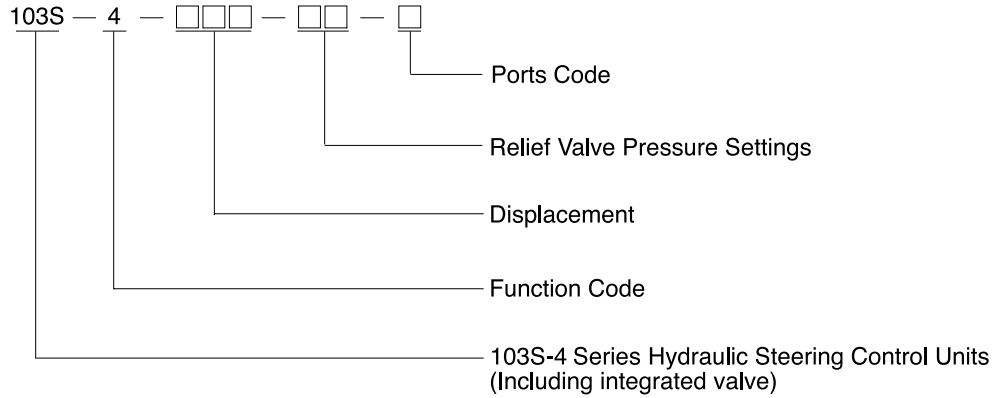 103S — 4 — □□□ — □□ — □
Ports Code
Relief Valve Pressure Settings
Displacement
Function Code
103S-4 Series Hydraulic Steering Control Units
(Including integrated valve)